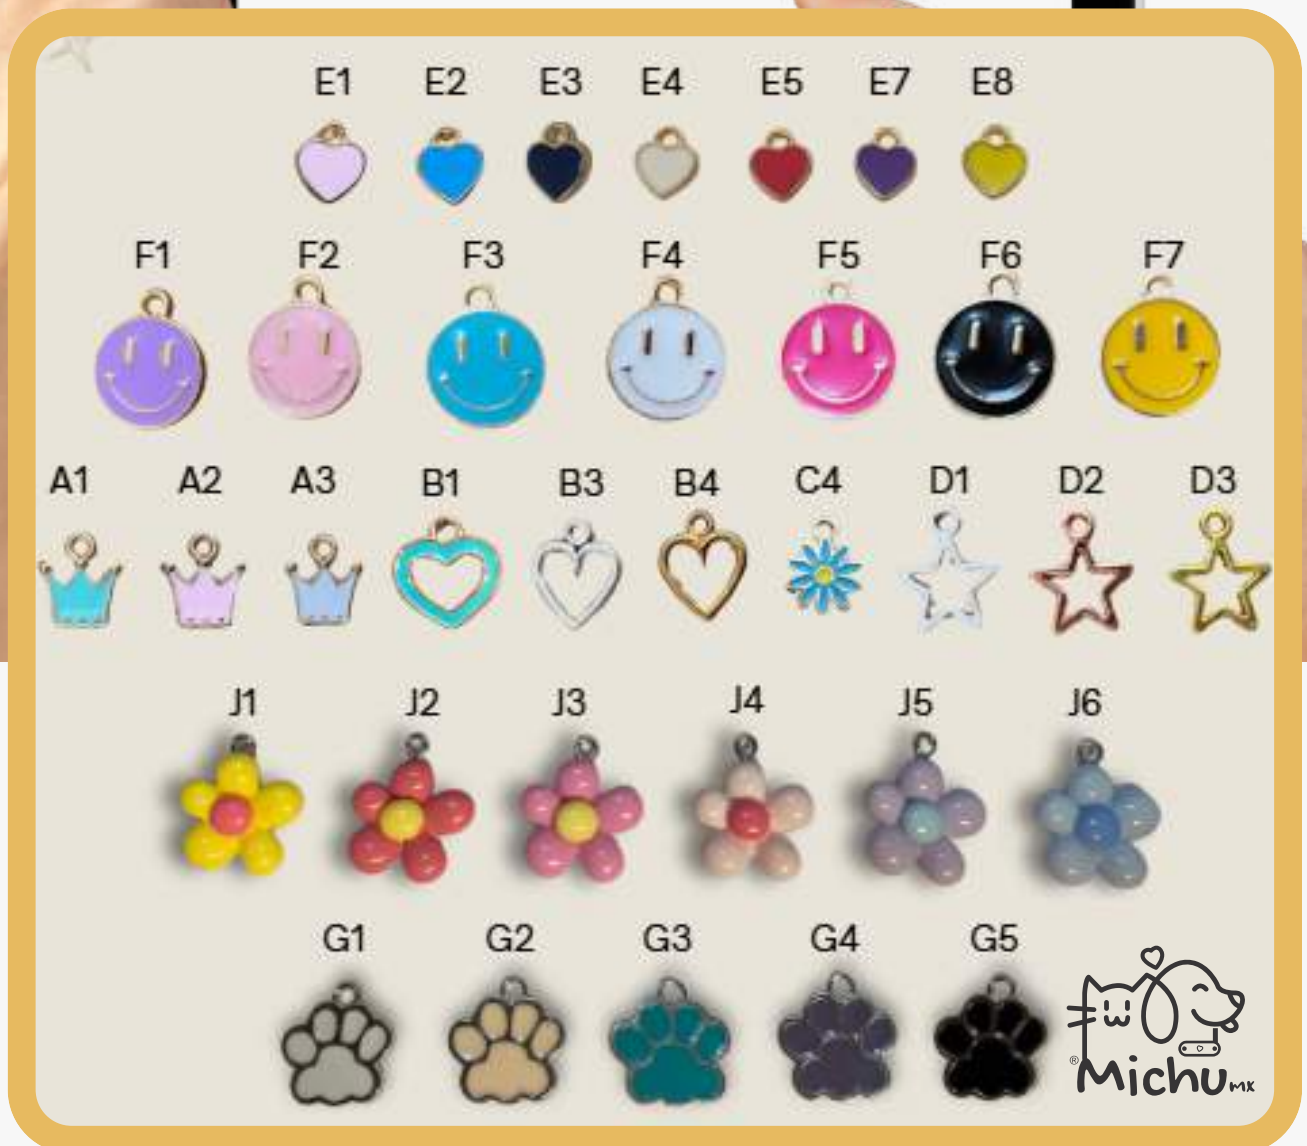 E1 E2 E3 E4 E5 E7 E8
F1 F2 F3 F4 F5 F6 F7
A1 A2 A3 B1 B3 B4 C4 D1 D2 D3
J1 J2 J3 J4 J5 J6
G1 G2 G3 G4 G5
® Michu mx